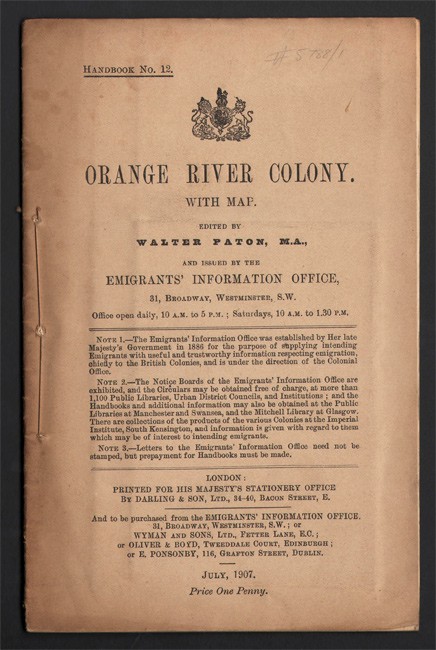 HANDBOOK No. 12.
ORANGE RIVER COLONY.
WITH MAP.
EDITED BY
WALTER PATON, M.A.,
AND ISSUED BY THE
EMIGRANTS' INFORMATION OFFICE,
31, BROADWAY, WESTMINSTER, S.W.
Office open daily, 10 A.M. to 5 P.M.; Saturdays, 10 A.M. to 1.30 P.M.
NOTE 1.—The Emigrants' Information Office was established by Her late
Majesty's Government in 1886 for the purpose of supplying intending
Emigrants with useful and trustworthy information respecting emigration,
chiefly to the British Colonies, and is under the direction of the Colonial
Office.
NOTE 2.—The Notice Boards of the Emigrants' Information Office are
exhibited, and the Circulars may be obtained free of charge, at more than
1,100 Public Libraries, Urban District Councils, and Institutions; and the
Handbooks and additional information may also be obtained at the Public
Libraries at Manchester and Swansea, and the Mitchell Library at Glasgow.
There are collections of the products of the various Colonies at the Imperial
Institute, South Kensington, and information is given with regard to them
which may be of interest to intending emigrants.
NOTE 3.—Letters to the Emigrants' Information Office need not be
stamped, but prepayment for Handbooks must be made.
LONDON:
PRINTED FOR HIS MAJESTY'S STATIONERY OFFICE
BY DARLING & SON, LTD., 34-40, BACON STREET, E.
And to be purchased from the EMIGRANTS' INFORMATION OFFICE,
31, BROADWAY, WESTMINSTER, S.W.; or
WYMAN AND SONS, LTD., FETTER LANE, E.C.;
or OLIVER & BOYD, TWEEDDALE COURT, EDINBURGH;
or E. PONSONBY, 116, GRAFTON STREET, DUBLIN.
JULY, 1907.
Price One Penny.